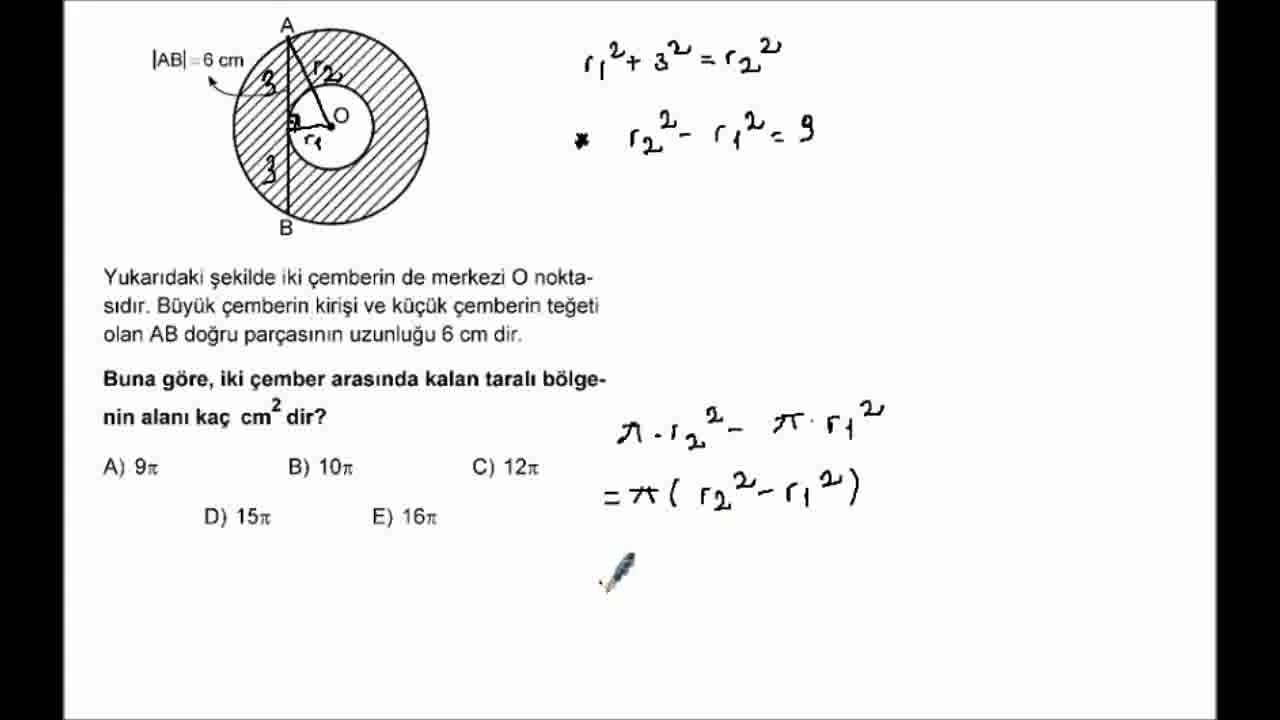 A
|AB| = 6 cm
3
r₂
O
r₁
3
B
r₁² + 3² = r₂²
* r₂² - r₁² = 9
Yukarıdaki şekilde iki çemberin de merkezi O nokta-
sıdır. Büyük çemberin kirişi ve küçük çemberin teğeti
olan AB doğru parçasının uzunluğu 6 cm dir.
Buna göre, iki çember arasında kalan taralı bölge-
nin alanı kaç cm² dir?
A) 9π B) 10π C) 12π
D) 15π E) 16π
π · r₂² - π · r₁²
= π ( r₂² - r₁² )